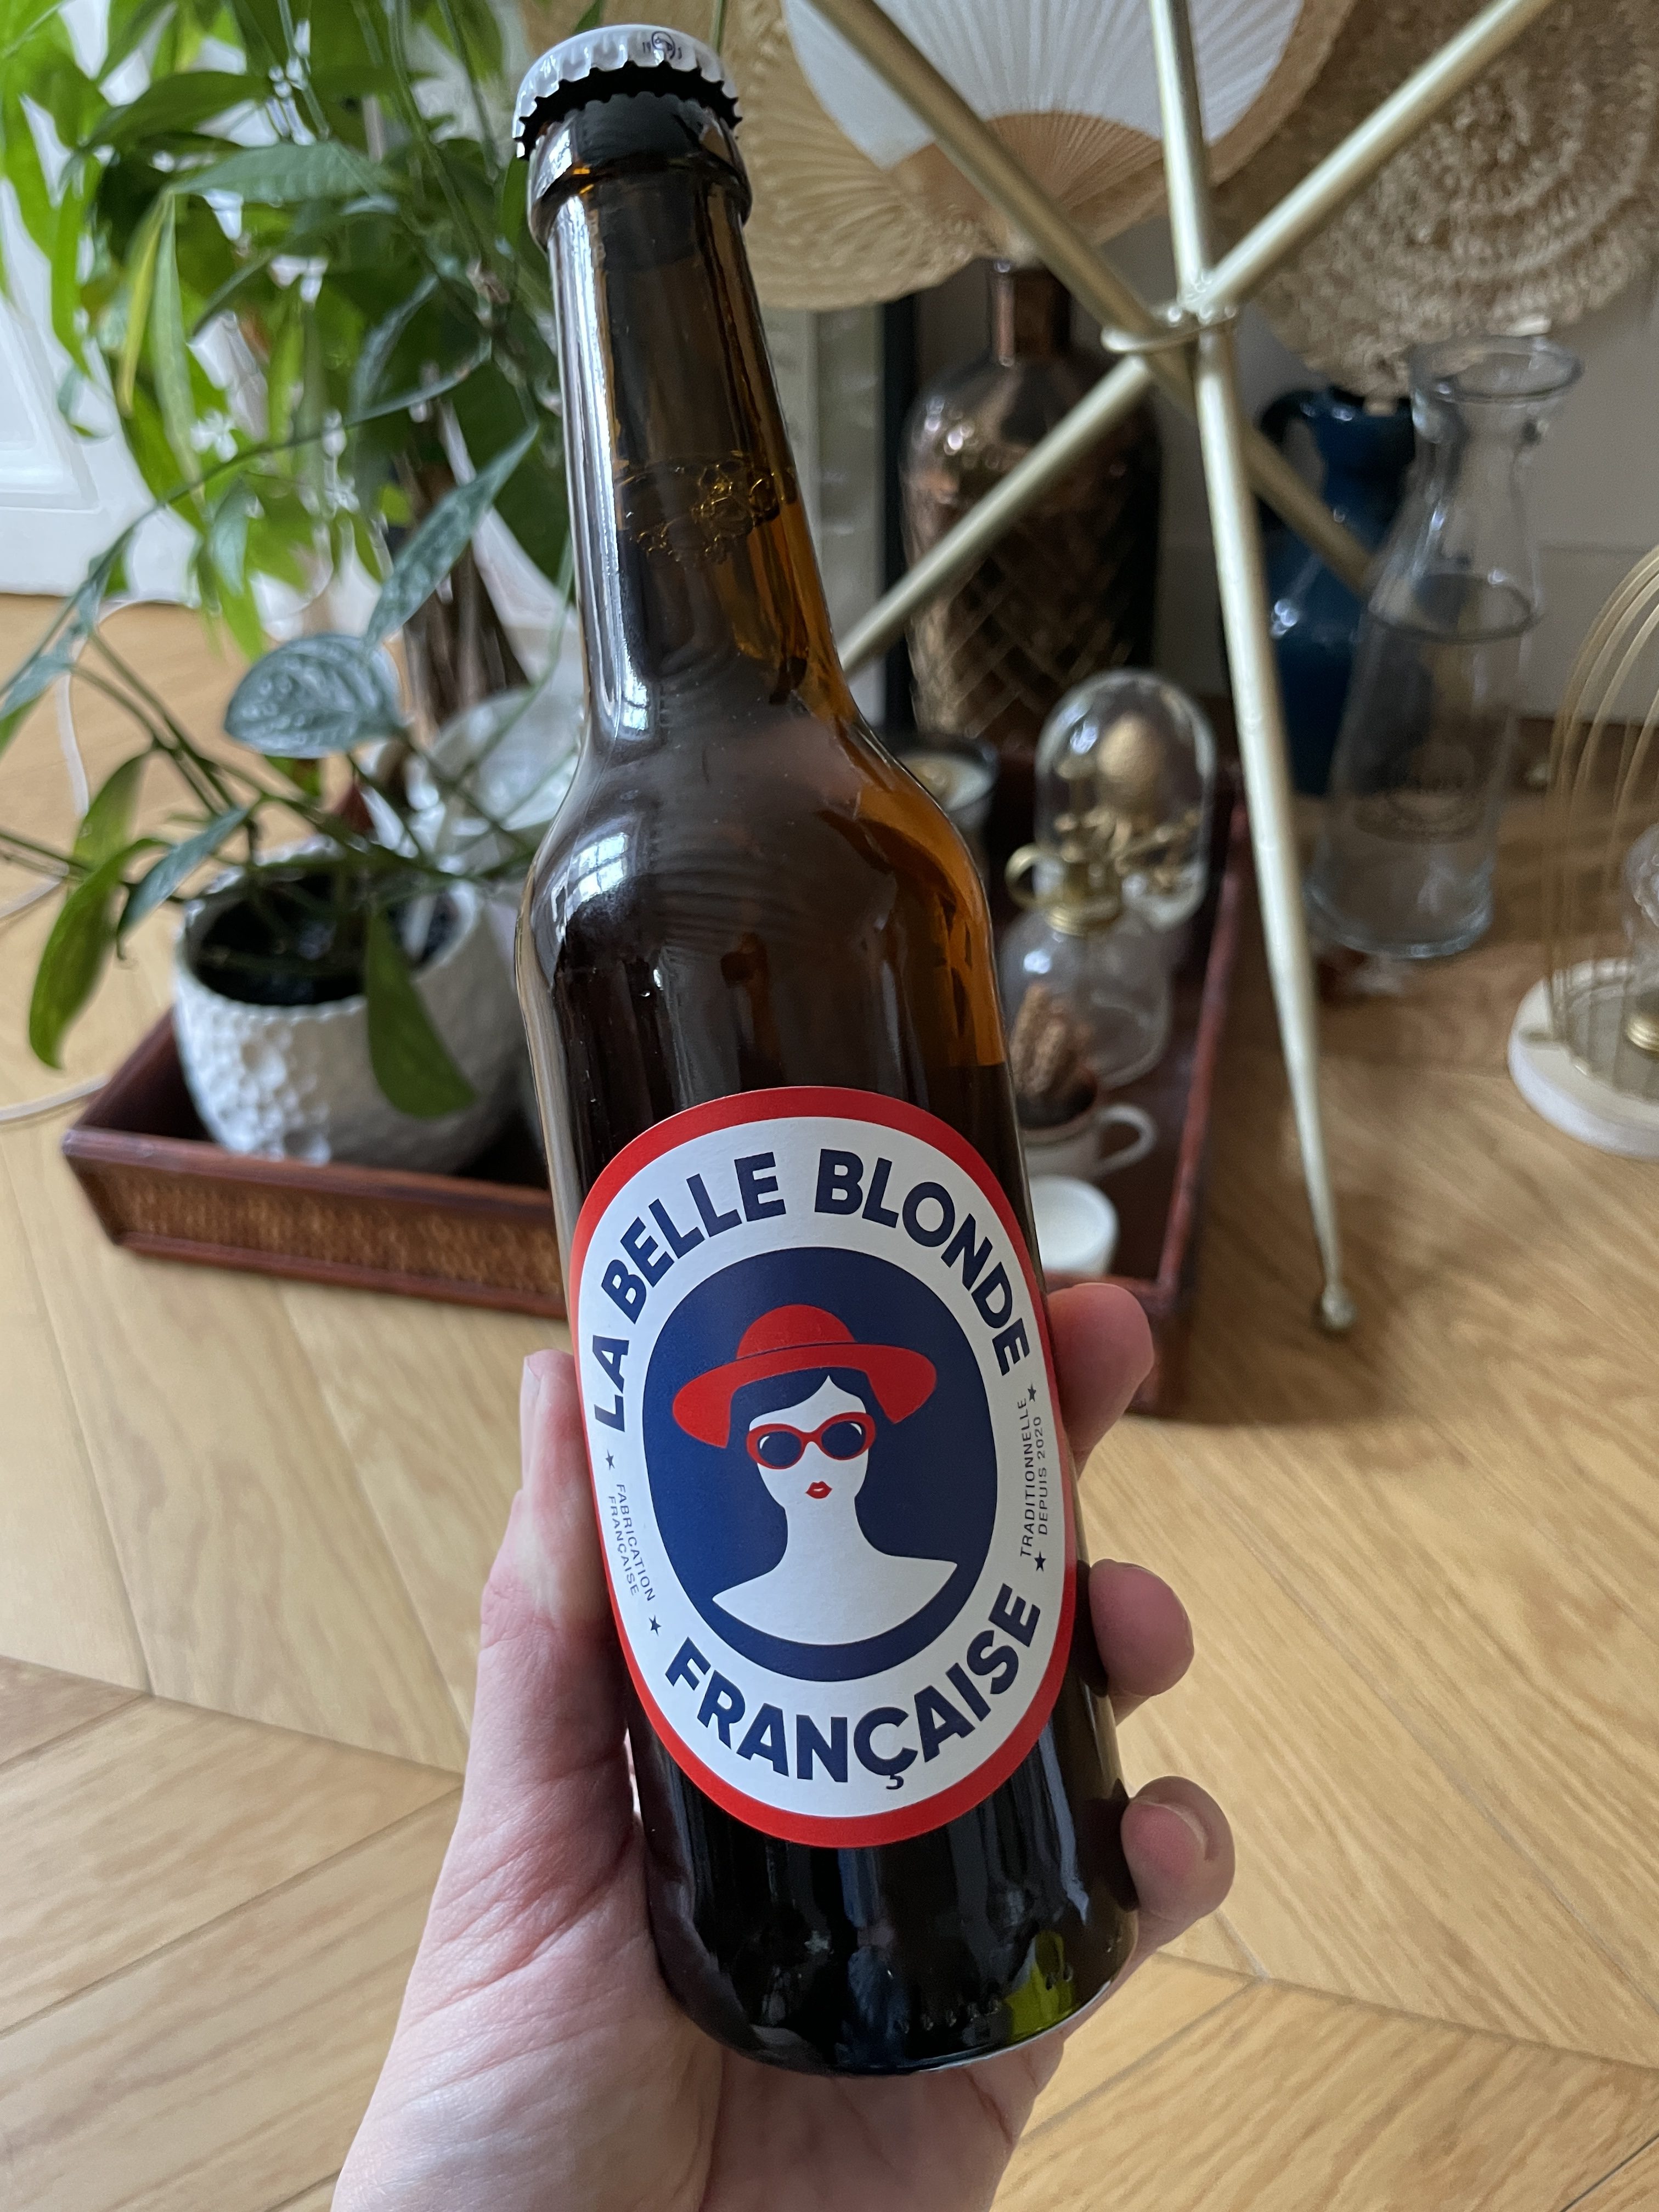 LA BELLE BLONDE
FABRICATION
FRANÇAISE
TRADITIONNELLE
DEPUIS 2020
FRANÇAISE